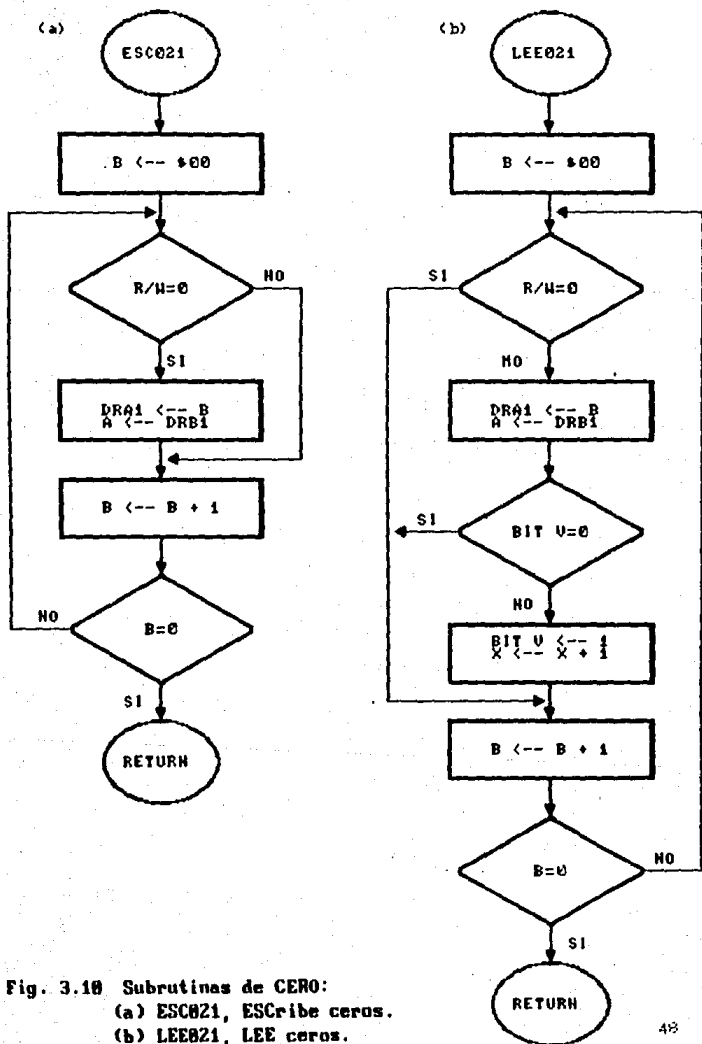 (a)
ESC021
B <-- $00
R/W=0
NO
SI
DRA1 <-- B
A <-- DRB1
B <-- B + 1
NO
B=0
SI
RETURN
(b)
LEE021
B <-- $00
SI
R/W=0
NO
DRA1 <-- B
A <-- DRB1
SI
BIT V=0
NO
BIT V <-- 1
X <-- X + 1
B <-- B + 1
B=0
NO
SI
RETURN
Fig. 3.10 Subrutinas de CERO:
(a) ESC021, ESCribe ceros.
(b) LEE021, LEE ceros.
48